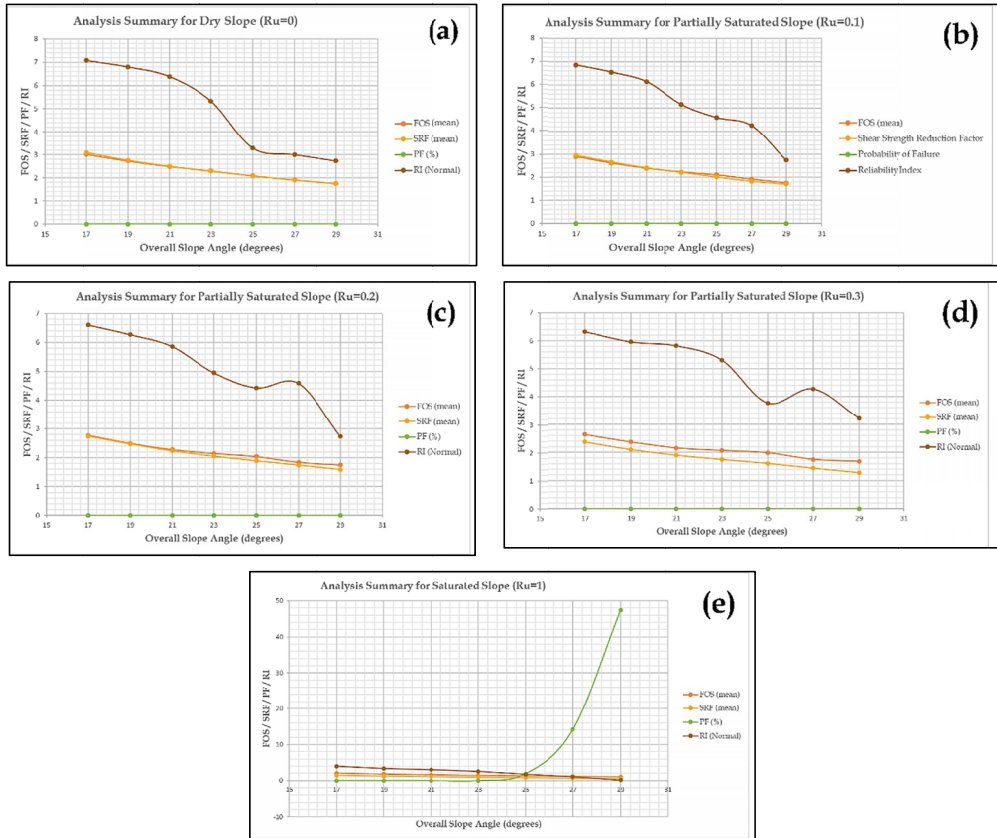 Analysis Summary for Dry Slope (Ru=0)
(a)
8
7
6
5
4
3
2
1
0
FOS / SRF / PF / RI
15 17 19 21 23 25 27 29 31
Overall Slope Angle (degrees)
FOS (mean)
SRF (mean)
PF (%)
RI (Normal)
Analysis Summary for Partially Saturated Slope (Ru=0.1)
(b)
8
7
6
5
4
3
2
1
0
FOS / SRF / PF / RI
15 17 19 21 23 25 27 29 31
Overall Slope Angle (degrees)
FOS (mean)
Shear Strength Reduction Factor
Probability of Failure
Reliability Index
Analysis Summary for Partially Saturated Slope (Ru=0.2)
(c)
7
6
5
4
3
2
1
0
FOS / SRF / PF / RI
15 17 19 21 23 25 27 29 31
Overall Slope Angle (degrees)
FOS (mean)
SRF (mean)
PF (%)
RI (Normal)
Analysis Summary for Partially Saturated Slope (Ru=0.3)
(d)
7
6
5
4
3
2
1
0
FOS / SRF / PF / RI
15 17 19 21 23 25 27 29 31
Overall Slope Angle (degrees)
FOS (mean)
SRF (mean)
PF (%)
RI (Normal)
Analysis Summary for Saturated Slope (Ru=1)
(e)
50
40
30
20
10
0
-10
FOS / SRF / PF / RI
15 17 19 21 23 25 27 29 31
Overall Slope Angle (degrees)
FOS (mean)
SRF (mean)
PF (%)
RI (Normal)